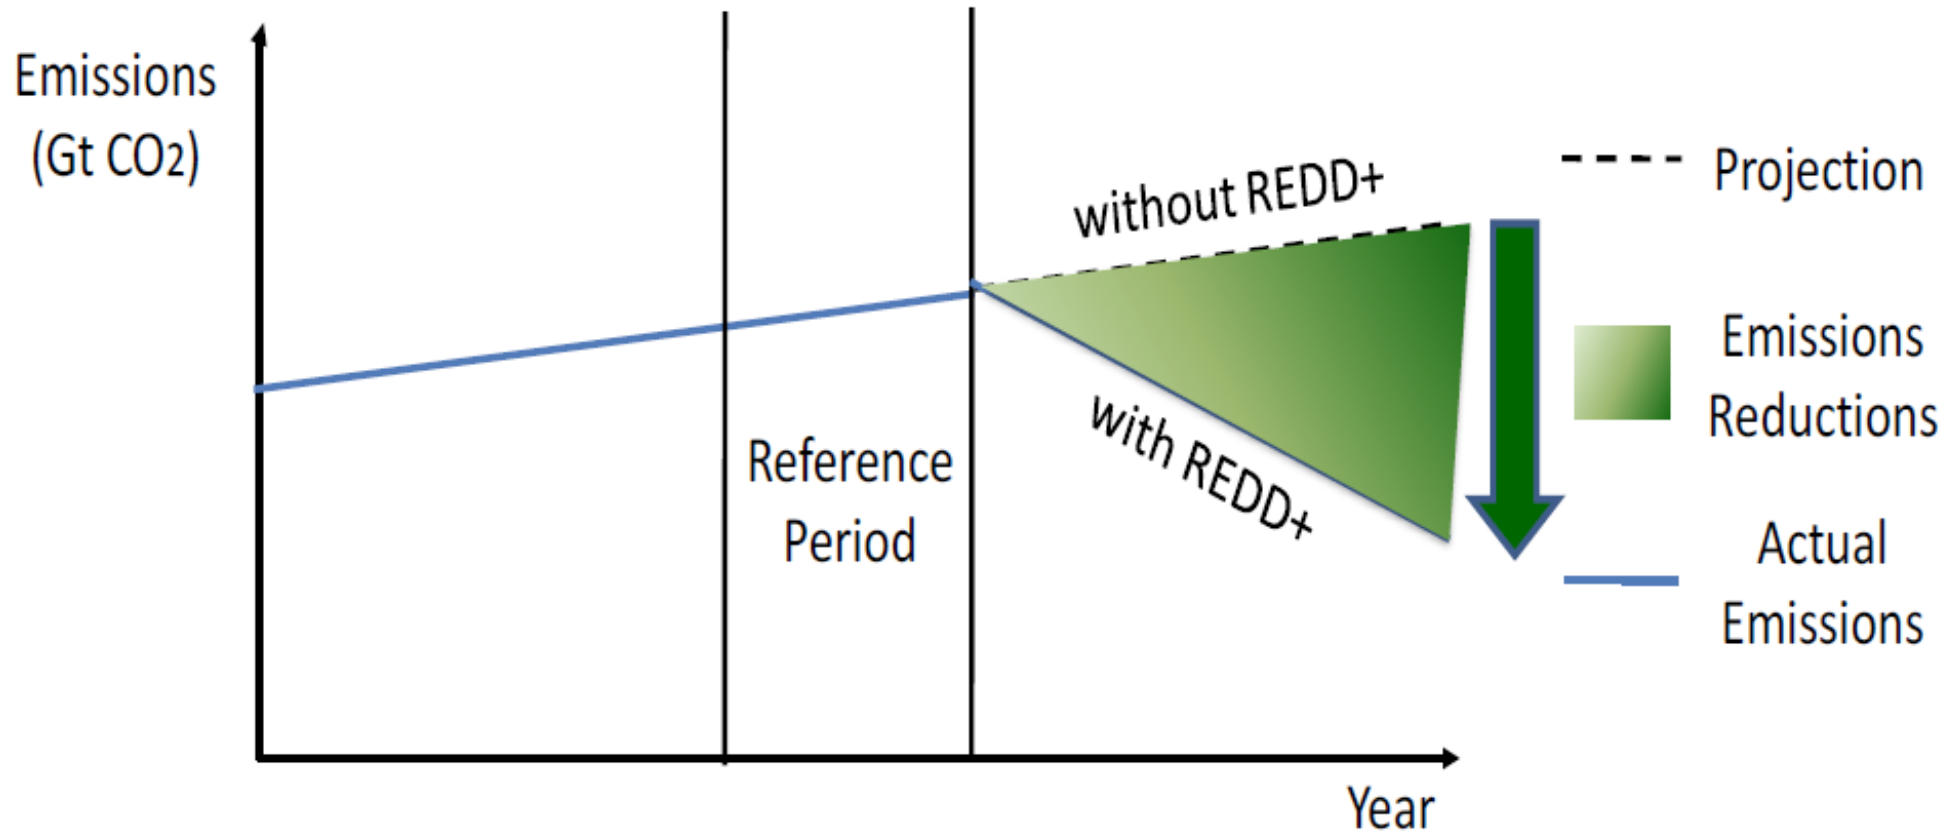 Emissions
(Gt CO2)
without REDD+
Projection
Emissions
Reductions
with REDD+
Reference
Period
Actual
Emissions
Year